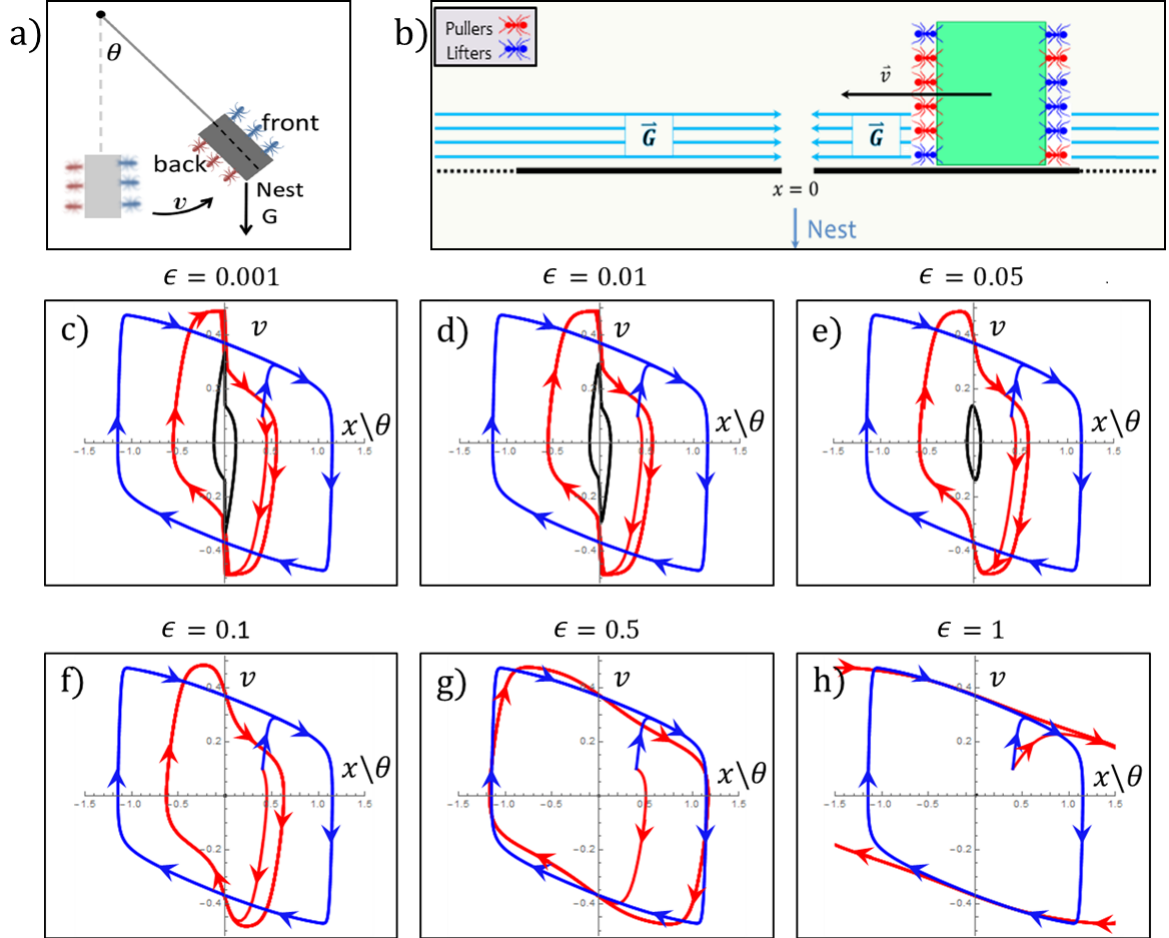 a)
θ
front
back
v
Nest
G
b)
Pullers
Lifters
v⃗
G⃗
G⃗
x = 0
Nest
ϵ = 0.001
ϵ = 0.01
ϵ = 0.05
c)
v
x\θ
0.4
0.2
-1.5 -1.0 -0.5 0.5 1.0 1.5
-0.2
-0.4
d)
v
x\θ
0.4
0.2
-1.5 -1.0 -0.5 0.5 1.0 1.5
-0.2
-0.4
e)
v
x\θ
0.4
0.2
-1.5 -1.0 -0.5 0.5 1.0 1.5
-0.2
-0.4
ϵ = 0.1
ϵ = 0.5
ϵ = 1
f)
v
x\θ
0.4
0.2
-1.5 -1.0 -0.5 0.5 1.0 1.5
-0.2
-0.4
g)
v
x\θ
0.4
0.2
-1.5 -1.0 -0.5 0.5 1.0 1.5
-0.2
-0.4
h)
v
x\θ
0.4
0.2
-1.5 -1.0 -0.5 0.5 1.0 1.5
-0.2
-0.4